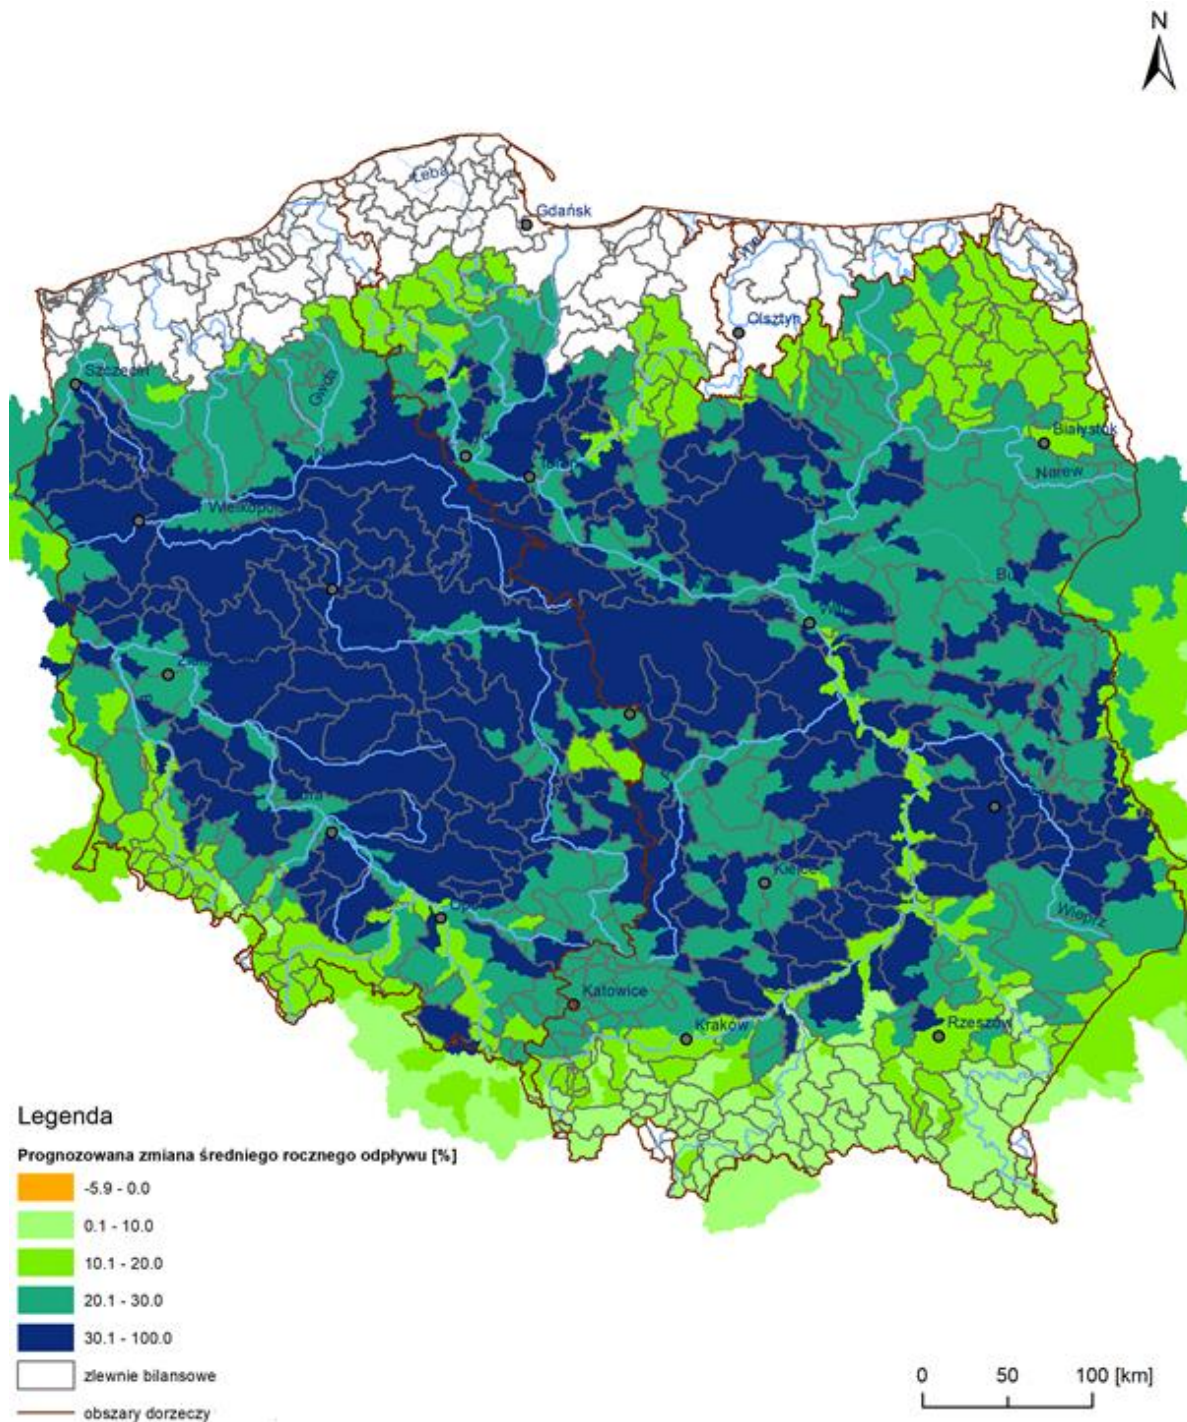 N
Łeba
Gdańsk
Olsztyn
Szczecin
Gwda
Białystok
Narew
Wielkopol
Kielce
Wieprz
Katowice
Kraków
Rzeszów
Legenda
Prognozowana zmiana średniego rocznego odpływu [%]
-5.9 - 0.0
0.1 - 10.0
10.1 - 20.0
20.1 - 30.0
30.1 - 100.0
zlewnie bilansowe
obszary dorzeczy
0 50 100 [km]